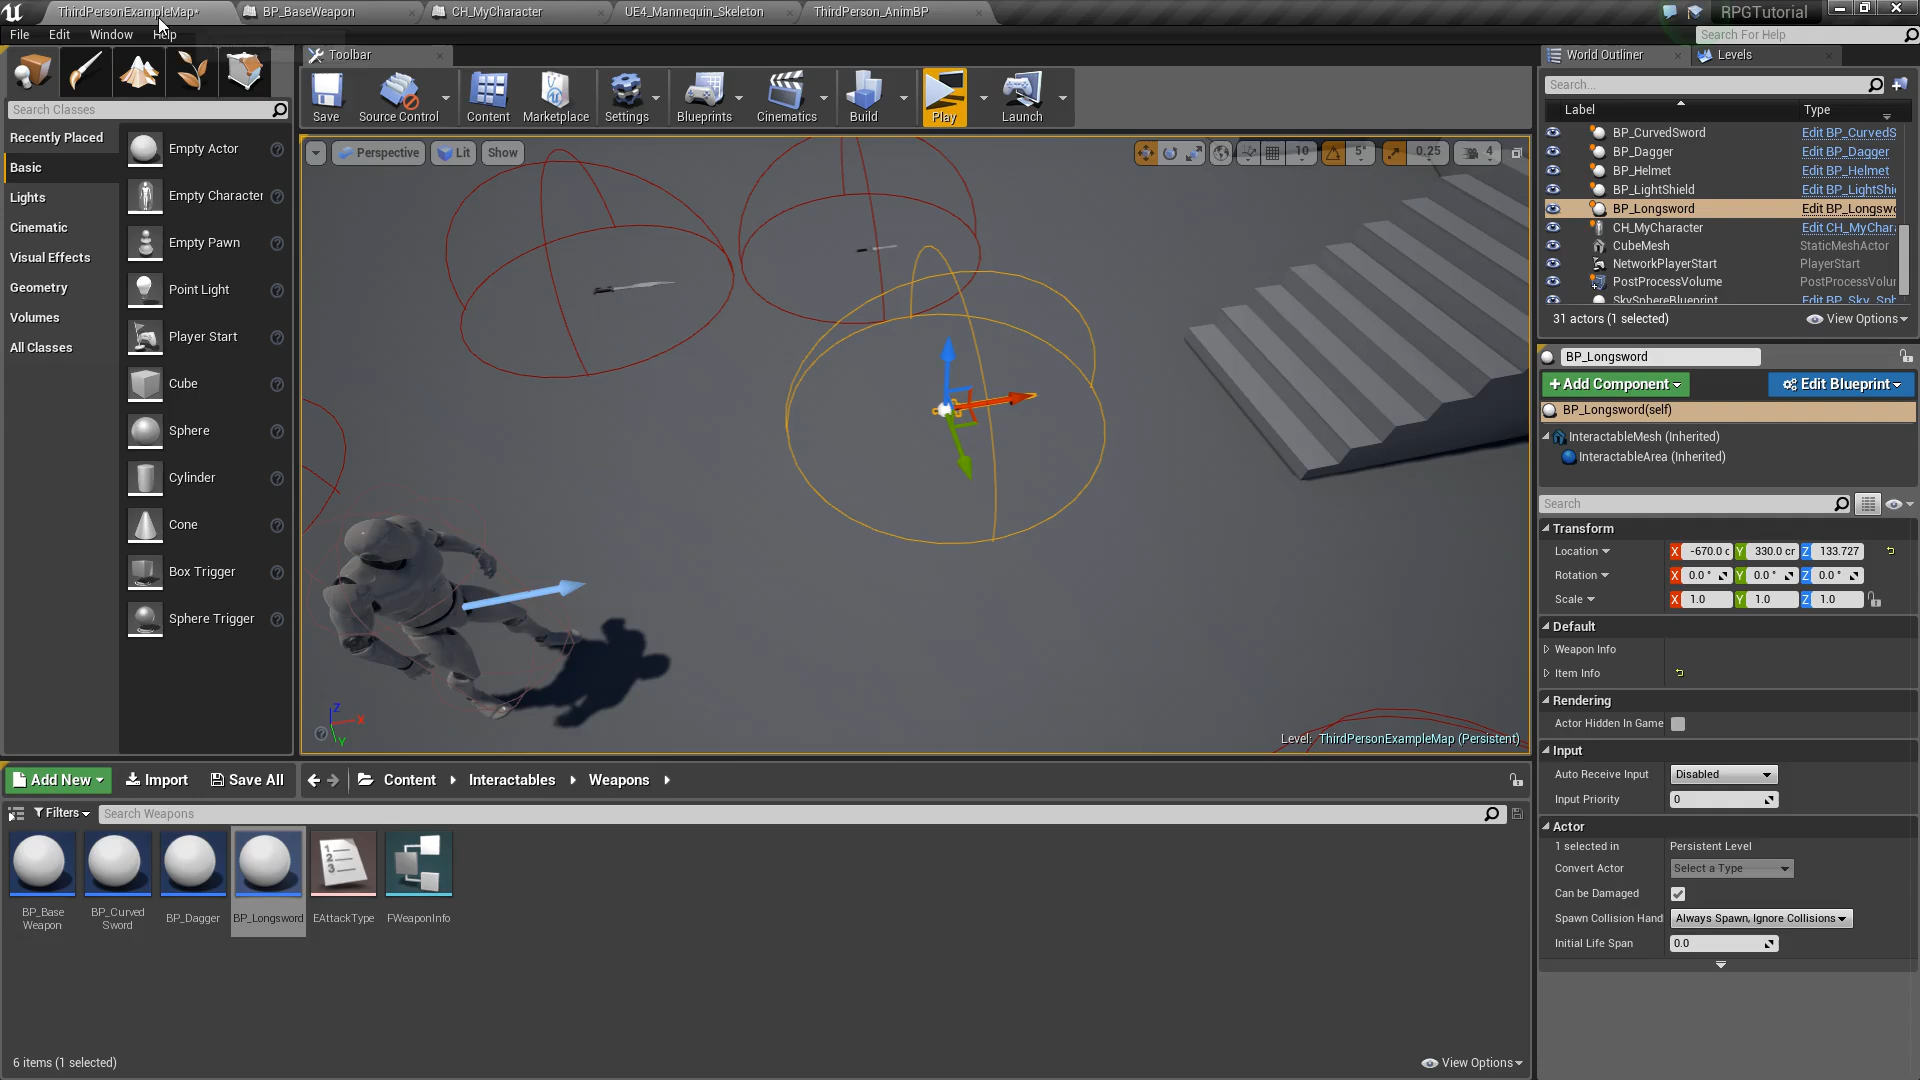 ThirdPersonExampleMap*
BP_BaseWeapon
CH_MyCharacter
UE4_Mannequin_Skeleton
ThirdPerson_AnimBP
RPGTutorial
File Edit Window Help
Search For Help
Toolbar
World Outliner
Levels
Save
Source Control
Content
Marketplace
Settings
Blueprints
Cinematics
Build
Play
Launch
Search...
Search Classes
Label Type
Recently Placed
Basic
Lights
Cinematic
Visual Effects
Geometry
Volumes
All Classes
Empty Actor
Empty Character
Empty Pawn
Point Light
Player Start
Cube
Sphere
Cylinder
Cone
Box Trigger
Sphere Trigger
Perspective
Lit
Show
10
5°
0.25
4
BP_CurvedSword Edit BP_CurvedS
BP_Dagger Edit BP_Dagger
BP_Helmet Edit BP_Helmet
BP_LightShield Edit BP_LightShi
BP_Longsword Edit BP_Longswo
CH_MyCharacter Edit CH_MyChar
CubeMesh StaticMeshActor
NetworkPlayerStart PlayerStart
PostProcessVolume PostProcessVolu
SkySphereBlueprint Edit BP_Sky_Sph
31 actors (1 selected)
View Options
BP_Longsword
+ Add Component
Edit Blueprint
BP_Longsword(self)
InteractableMesh (Inherited)
InteractableArea (Inherited)
Search
Transform
Location X -670.0 c Y 330.0 cr Z 133.727
Rotation X 0.0 ° Y 0.0 ° Z 0.0 °
Scale X 1.0 Y 1.0 Z 1.0
Default
Weapon Info
Item Info
Rendering
Actor Hidden In Game
Input
Auto Receive Input Disabled
Input Priority 0
Actor
1 selected in Persistent Level
Convert Actor Select a Type
Can be Damaged
Spawn Collision Hand Always Spawn, Ignore Collisions
Initial Life Span 0.0
Z
X
Y
Level: ThirdPersonExampleMap (Persistent)
Add New
Import
Save All
Content
Interactables
Weapons
Filters
Search Weapons
BP_Base
Weapon
BP_Curved
Sword
BP_Dagger
BP_Longsword
EAttackType
FWeaponInfo
6 items (1 selected)
View Options